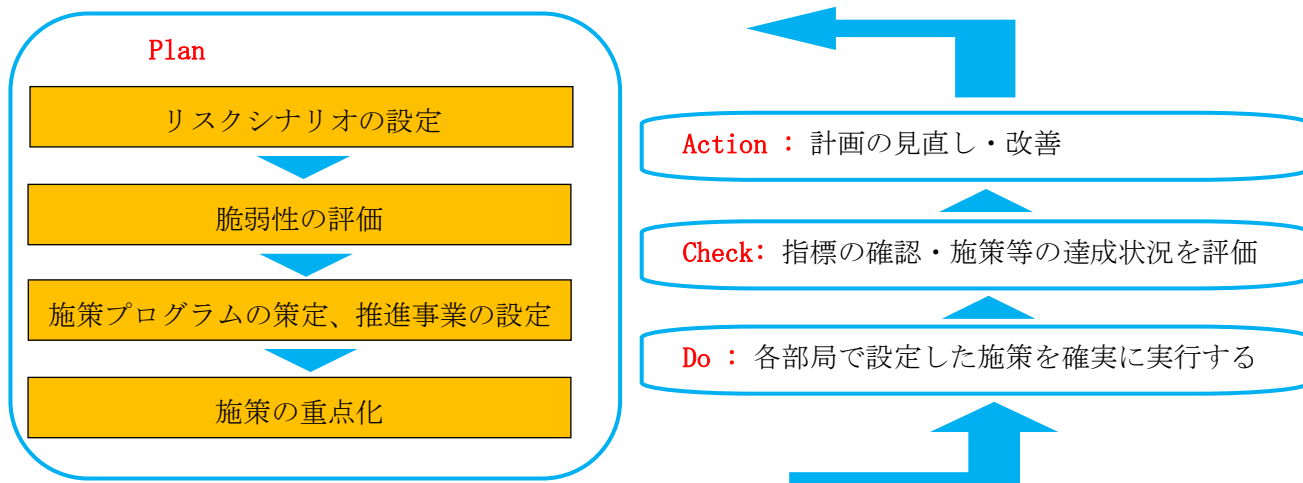 Plan
リスクシナリオの設定
脆弱性の評価
施策プログラムの策定、推進事業の設定
施策の重点化
Action : 計画の見直し・改善
Check: 指標の確認・施策等の達成状況を評価
Do : 各部局で設定した施策を確実に実行する